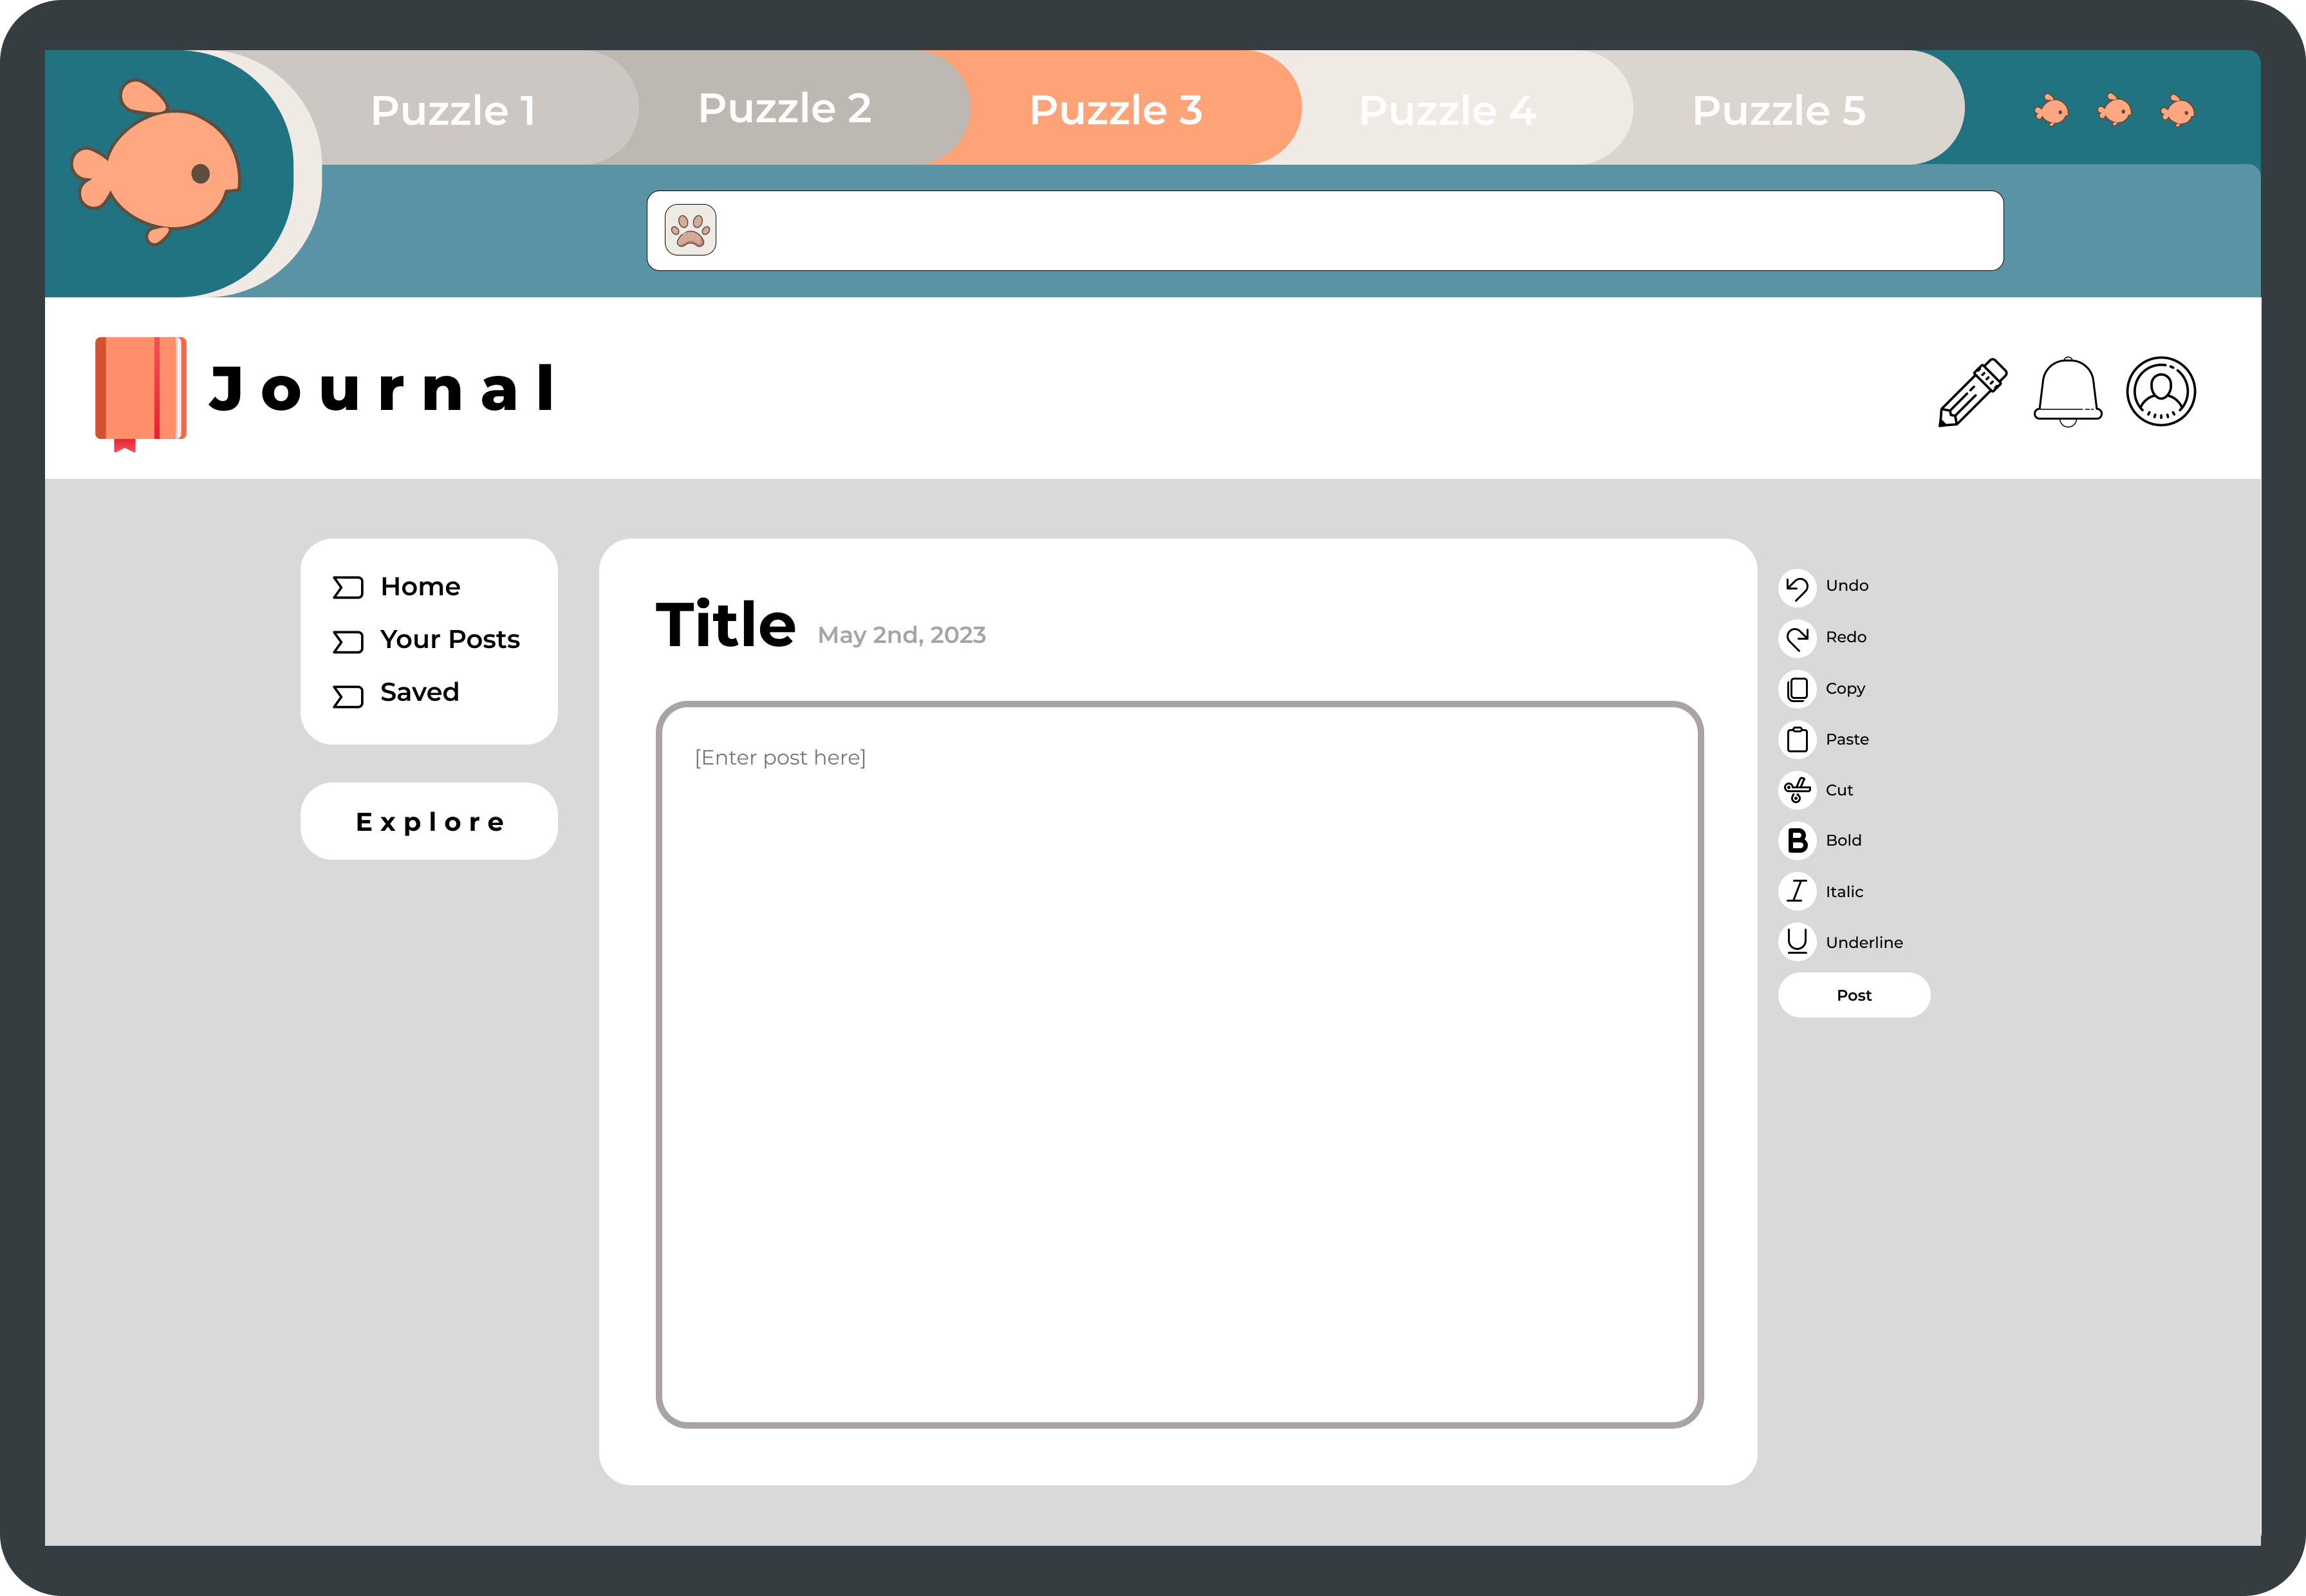 Puzzle 1
Puzzle 2
Puzzle 3
Puzzle 4
Puzzle 5
Journal
Home
Your Posts
Saved
Explore
Title May 2nd, 2023
[Enter post here]
Undo
Redo
Copy
Paste
Cut
B Bold
I Italic
U Underline
Post